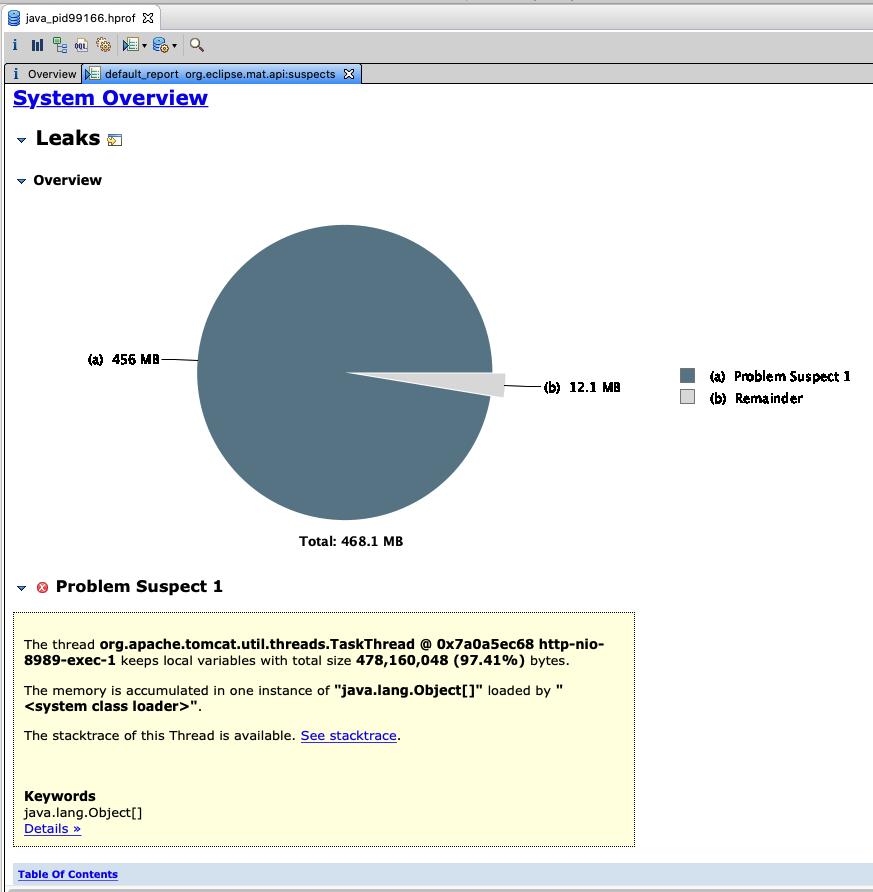 java_pid99166.hprof
i
OQL
i Overview default_report org.eclipse.mat.api:suspects
System Overview
Leaks
Overview
(a) 456 MB
(b) 12.1 MB
(a) Problem Suspect 1
(b) Remainder
Total: 468.1 MB
Problem Suspect 1
The thread org.apache.tomcat.util.threads.TaskThread @ 0x7a0a5ec68 http-nio-
8989-exec-1 keeps local variables with total size 478,160,048 (97.41%) bytes.
The memory is accumulated in one instance of "java.lang.Object[]" loaded by "
<system class loader>".
The stacktrace of this Thread is available. See stacktrace.
Keywords
java.lang.Object[]
Details »
Table Of Contents